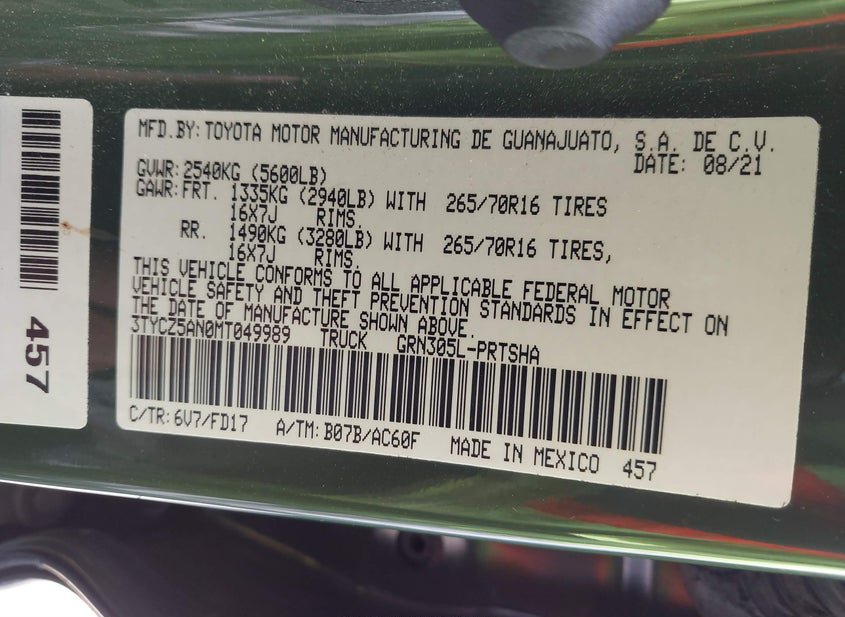 MFD.BY:TOYOTA MOTOR MANUFACTURING DE GUANAJUATO, S.A. DE C.V.
GVWR:2540KG (5600LB) DATE: 08/21
GAWR:FRT. 1335KG (2940LB) WITH 265/70R16 TIRES
16X7J RIMS,
RR. 1490KG (3280LB) WITH 265/70R16 TIRES,
16X7J RIMS.
THIS VEHICLE CONFORMS TO ALL APPLICABLE FEDERAL MOTOR
VEHICLE SAFETY AND THEFT PREVENTION STANDARDS IN EFFECT ON
THE DATE OF MANUFACTURE SHOWN ABOVE.
3TYCZ5AN0MT049989 TRUCK GRN305L-PRTSHA
C/TR:6V7/FD17 A/TM:B07B/AC60F MADE IN MEXICO 457
457